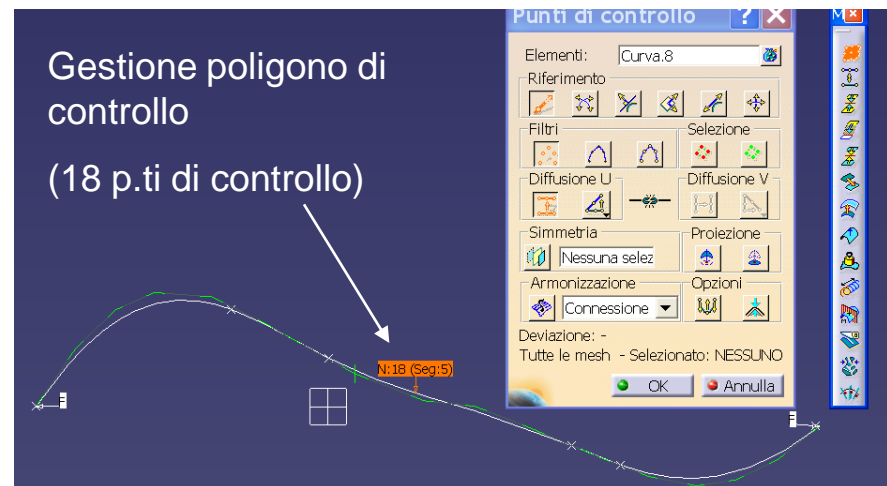 Gestione poligono di
controllo
(18 p.ti di controllo)
N:18 (Seg:5)
F
F
Punti di controllo ? X
Elementi: Curva.8
Riferimento
Filtri Selezione
Diffusione U Diffusione V
Simmetria Proiezione
Nessuna selez
Armonizzazione Opzioni
Connessione
Deviazione: -
Tutte le mesh - Selezionato: NESSUNO
OK Annulla
M